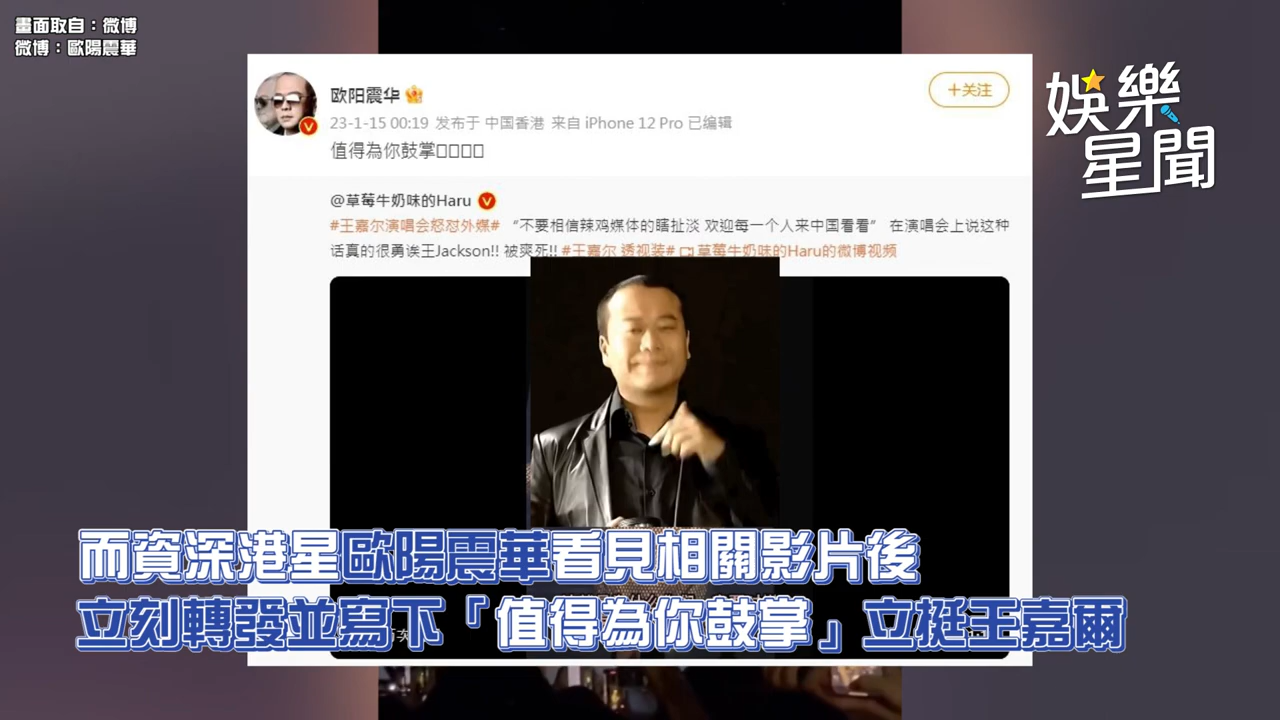 畫面取自：微博
微博：歐陽震華
娛樂
星聞
欧阳震华
+关注
23-1-15 00:19 发布于 中国香港 来自 iPhone 12 Pro 已编辑
值得為你鼓掌
@草莓牛奶味的Haru
#王嘉尔演唱会怒怼外媒# “不要相信辣鸡媒体的瞎扯淡 欢迎每一个人来中国看看” 在演唱会上说这种
话真的很勇诶王Jackson!! 被爽死!! #王嘉尔 透视装# 草莓牛奶味的Haru的微博视频
而資深港星歐陽震華看見相關影片後
立刻轉發並寫下「值得為你鼓掌」立挺王嘉爾